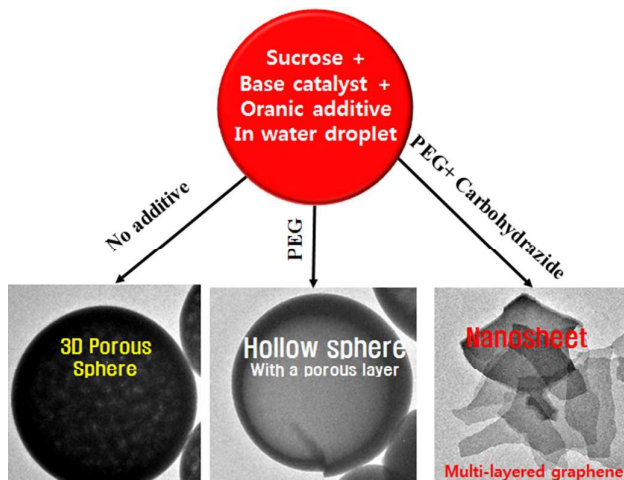 Sucrose +
Base catalyst +
Oranic additive
In water droplet
No additive
PEG
PEG+ Carbohydrazide
3D Porous
Sphere
Hollow sphere
With a porous layer
Nanosheet
Multi-layered graphene